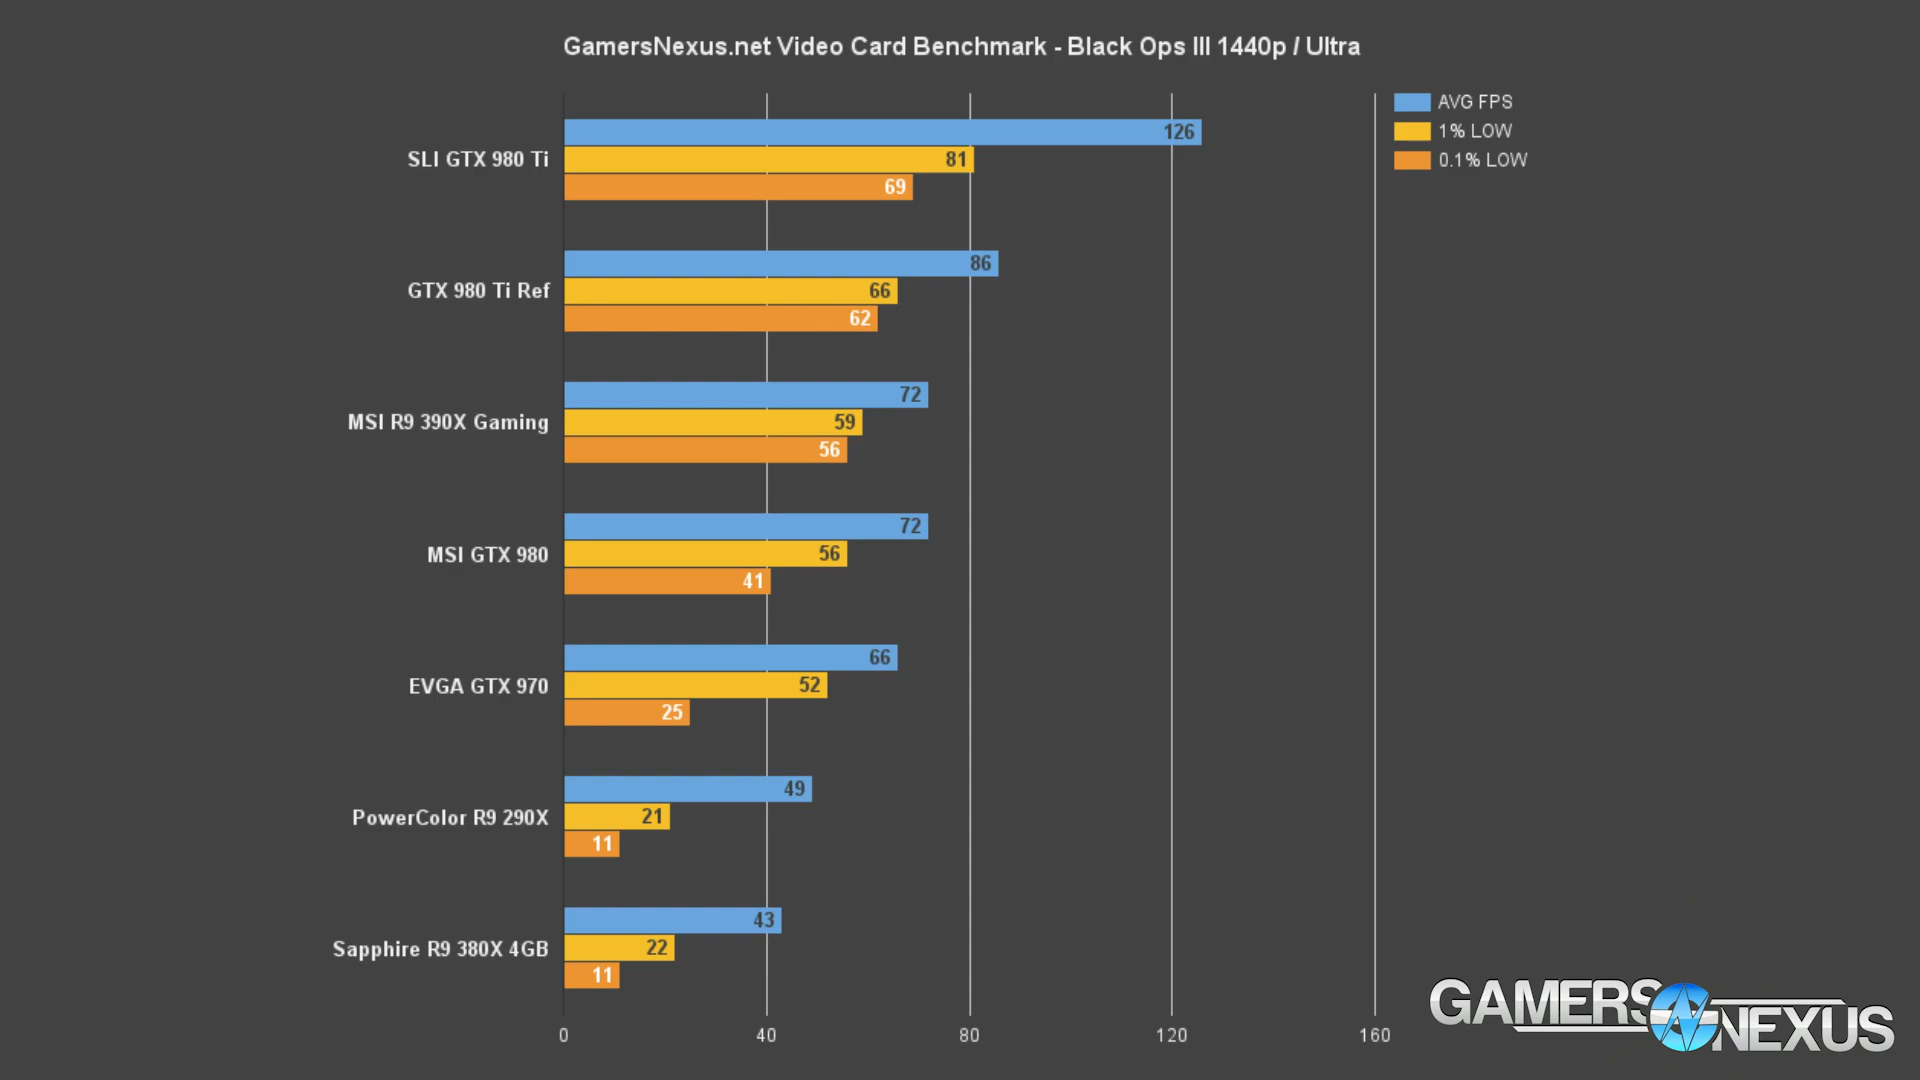 GamersNexus.net Video Card Benchmark - Black Ops III 1440p / Ultra
AVG FPS
1% LOW
0.1% LOW
SLI GTX 980 Ti
126
81
69
GTX 980 Ti Ref
86
66
62
MSI R9 390X Gaming
72
59
56
MSI GTX 980
72
56
41
EVGA GTX 970
66
52
25
PowerColor R9 290X
49
21
11
Sapphire R9 380X 4GB
43
22
11
0 40 80 120 160
GAMERS NEXUS